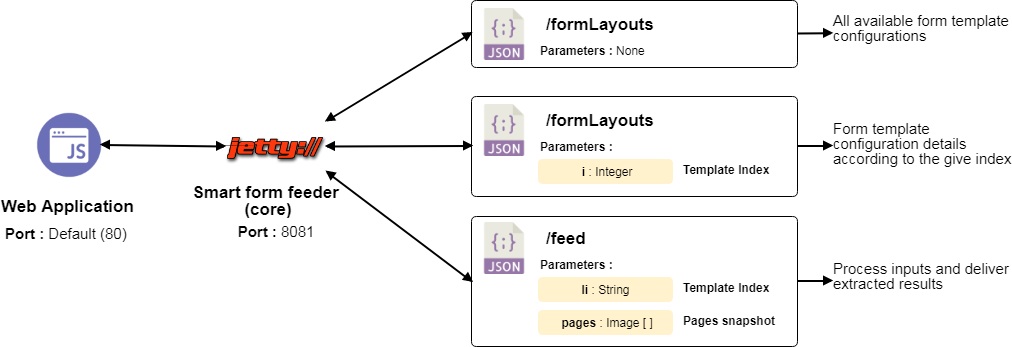 /formLayouts
{;}
JSON
Parameters : None
All available form template
configurations
/formLayouts
{;}
JSON
Parameters :
i : Integer
Template Index
Form template
configuration details
according to the give index
JS
Web Application
Port : Default (80)
jetty://
Smart form feeder
(core)
Port : 8081
/feed
{;}
JSON
Parameters :
li : String
Template Index
pages : Image [ ]
Pages snapshot
Process inputs and deliver
extracted results